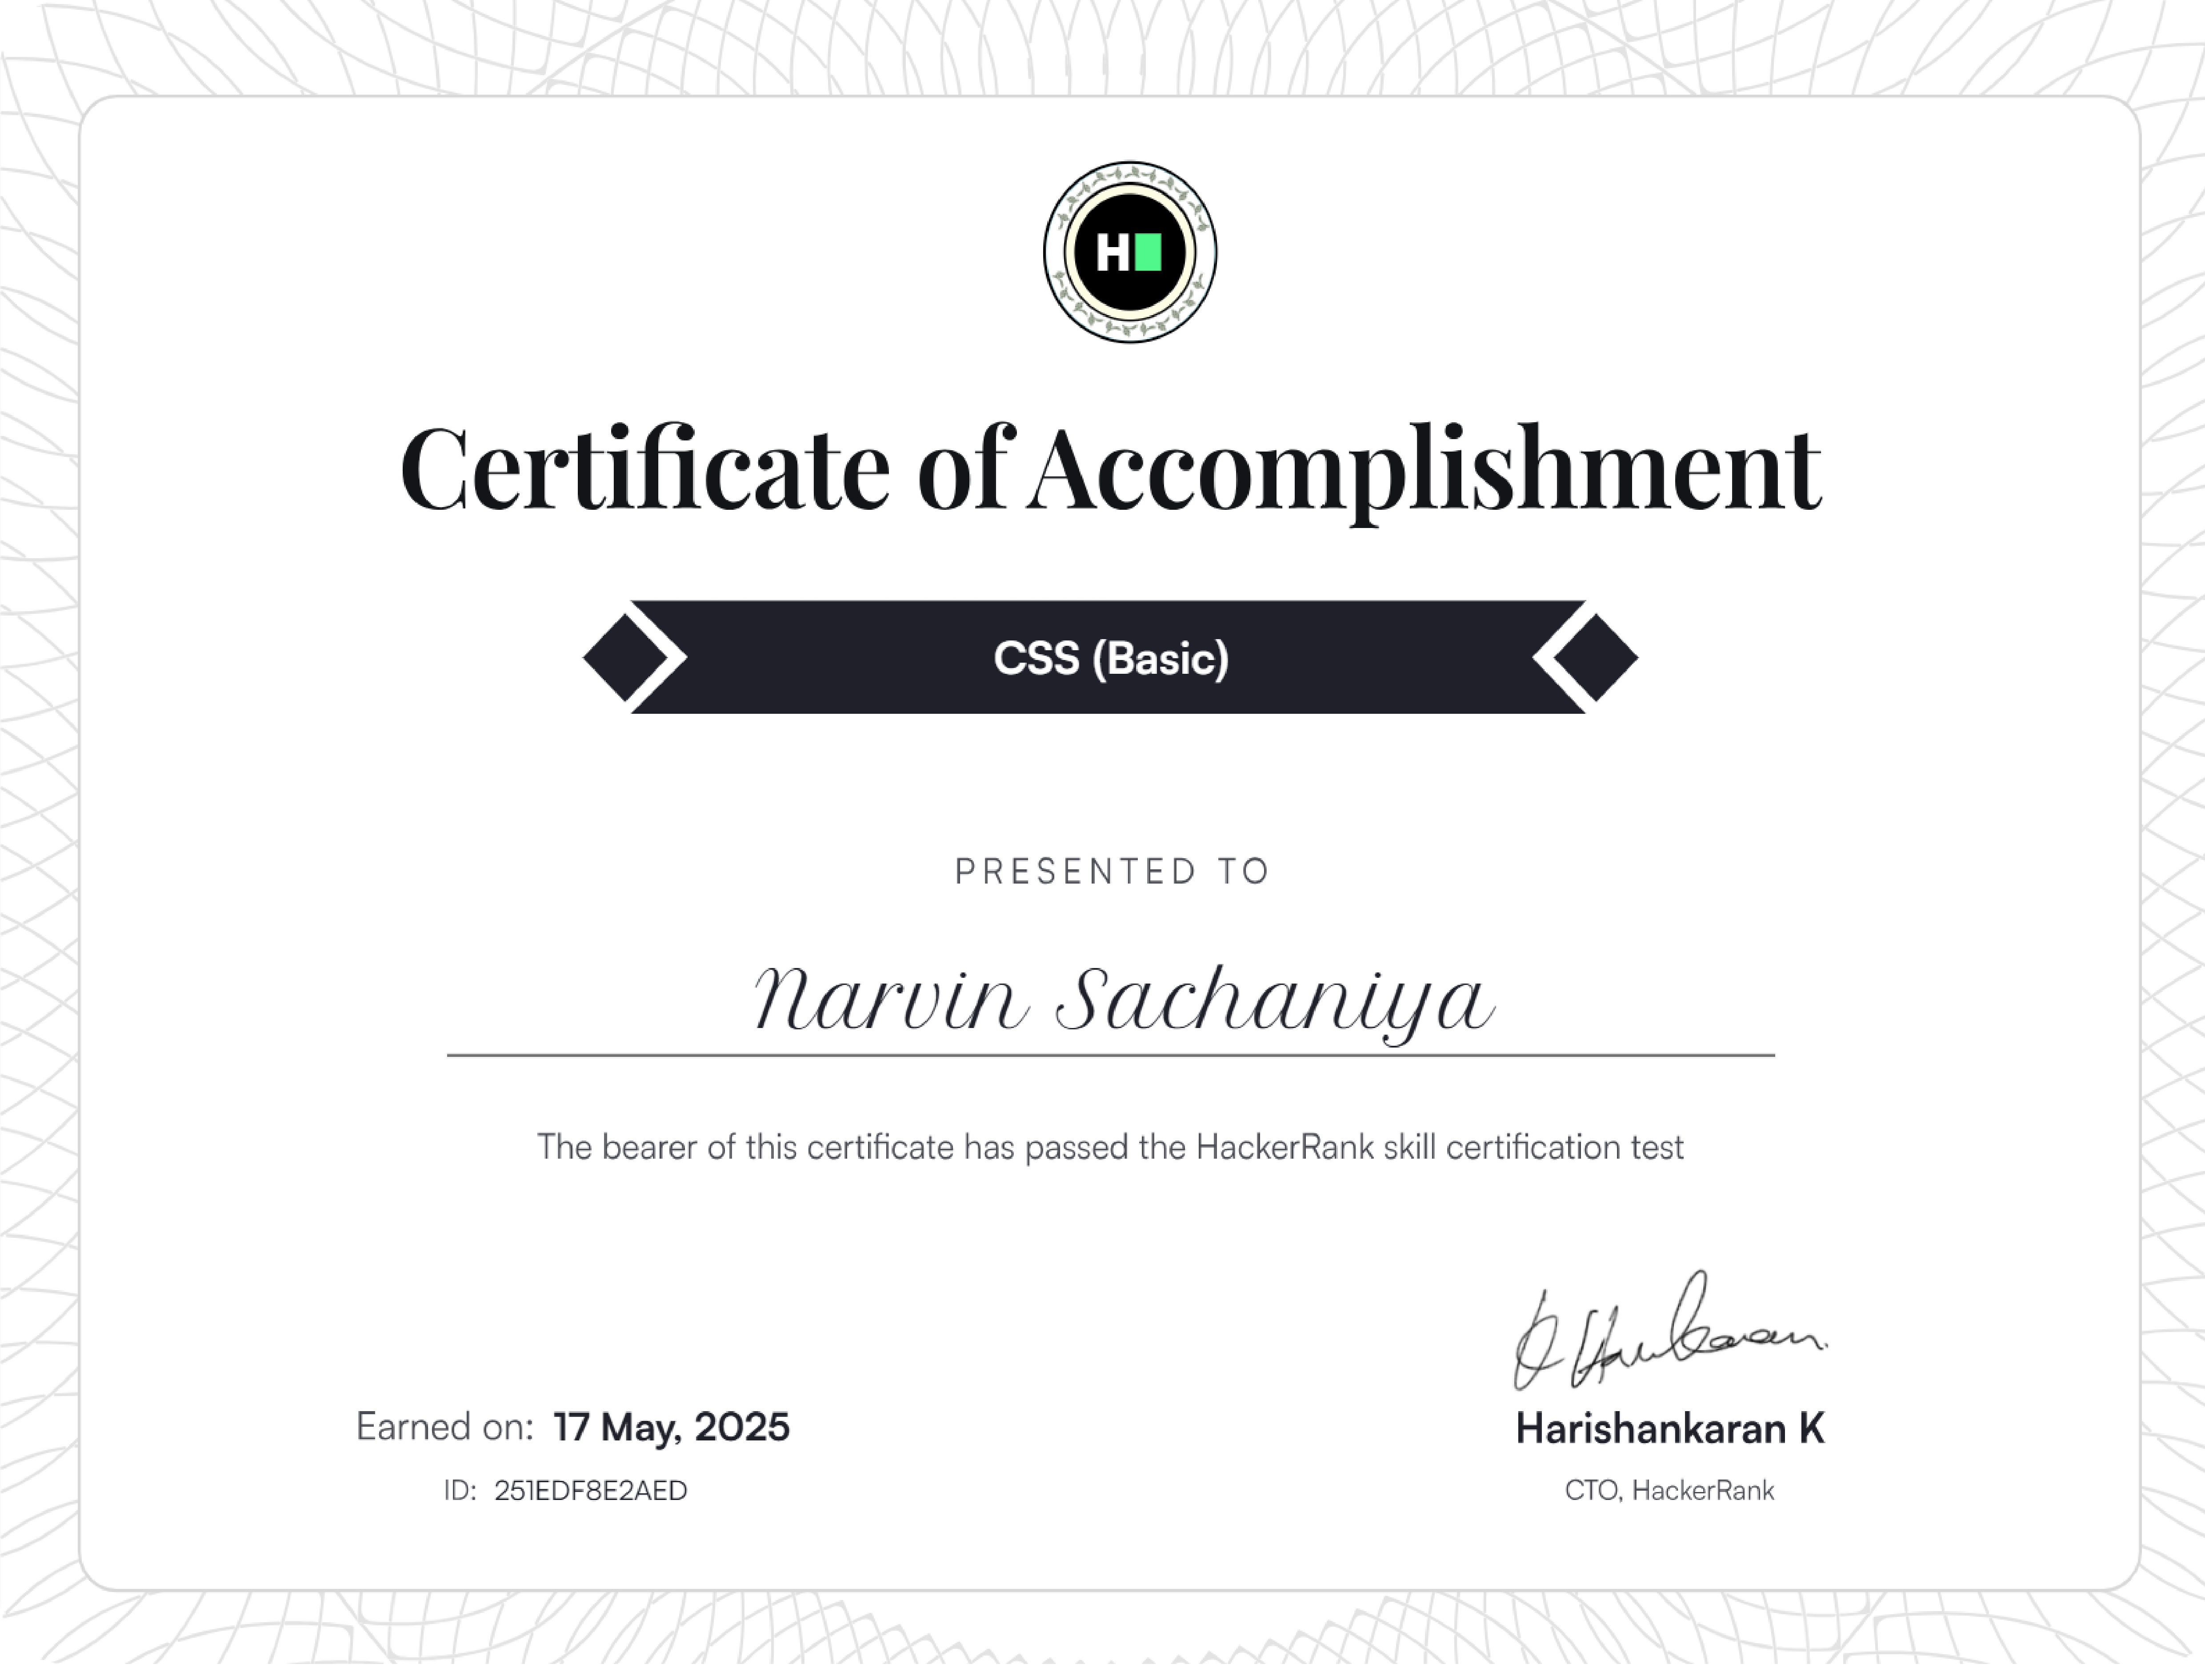 H
Certificate of Accomplishment
CSS (Basic)
PRESENTED TO
Narvin Sachaniya
The bearer of this certificate has passed the HackerRank skill certification test
Earned on: 17 May, 2025
ID: 251EDF8E2AED
Harishankaran K
CTO, HackerRank